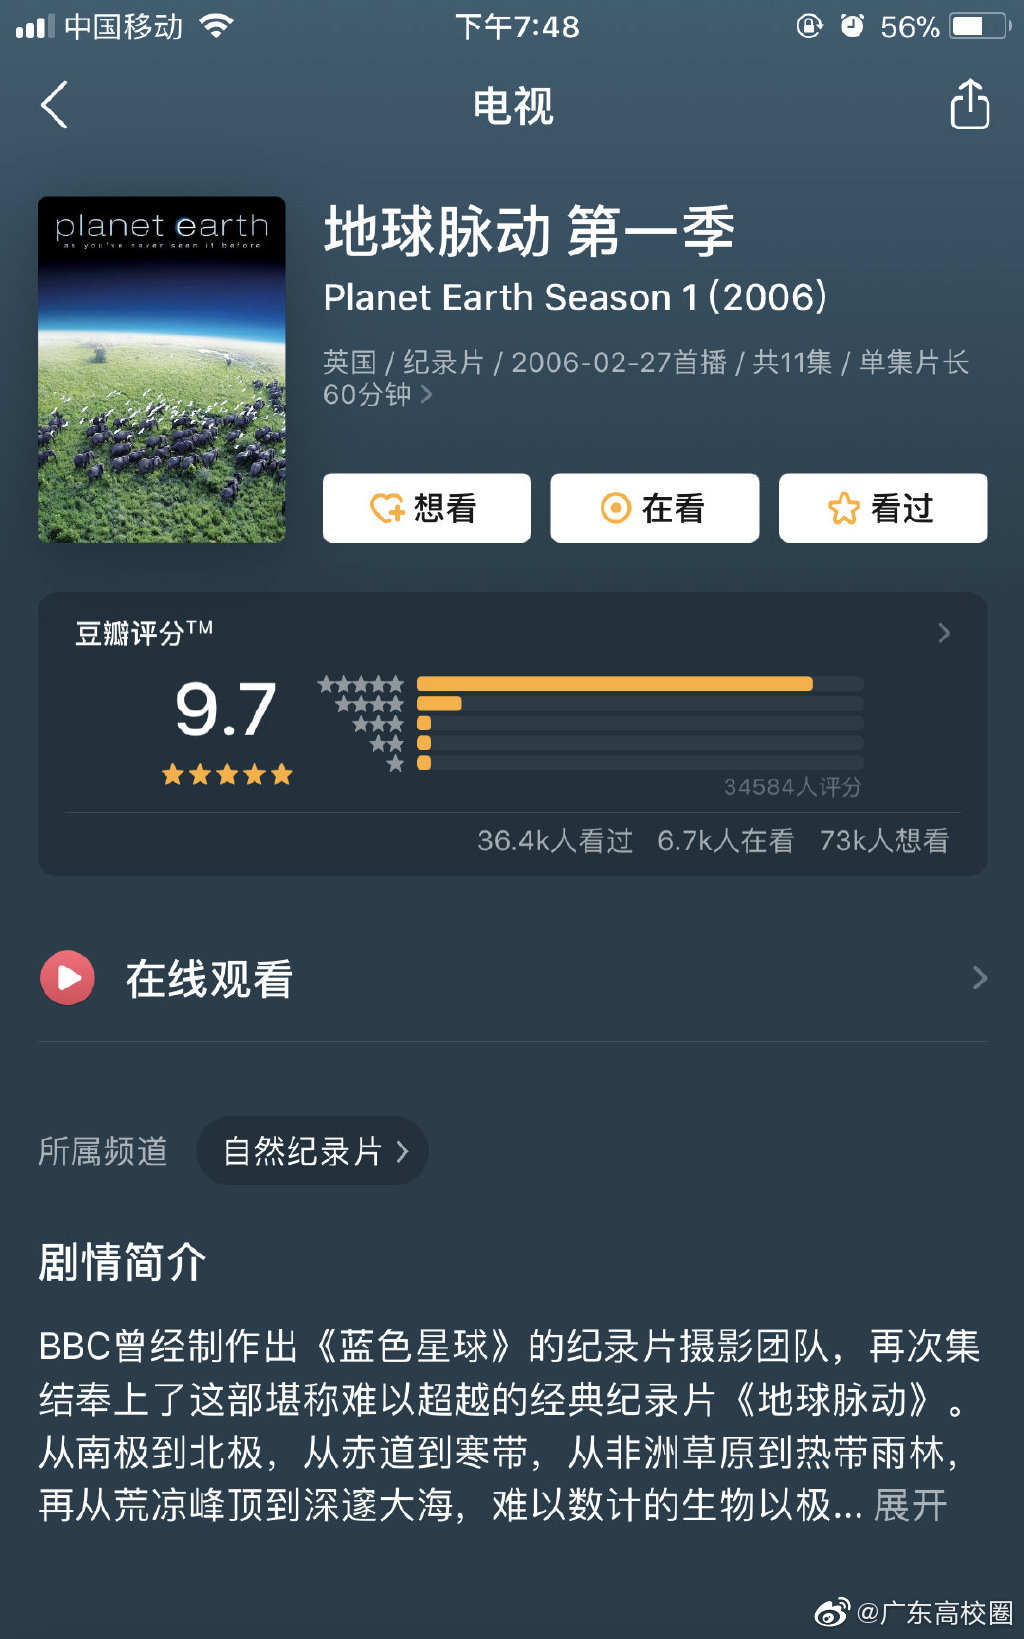 中国移动
下午7:48
56%
电视
planet earth
as you've never seen it before
地球脉动 第一季
Planet Earth Season 1 (2006)
英国 / 纪录片 / 2006-02-27首播 / 共11集 / 单集片长
60分钟
想看
在看
看过
豆瓣评分™
9.7
34584人评分
36.4k人看过 6.7k人在看 73k人想看
在线观看
所属频道
自然纪录片
剧情简介
BBC曾经制作出《蓝色星球》的纪录片摄影团队，再次集
结奉上了这部堪称难以超越的经典纪录片《地球脉动》。
从南极到北极，从赤道到寒带，从非洲草原到热带雨林，
再从荒凉峰顶到深邃大海，难以数计的生物以极... 展开
@广东高校圈